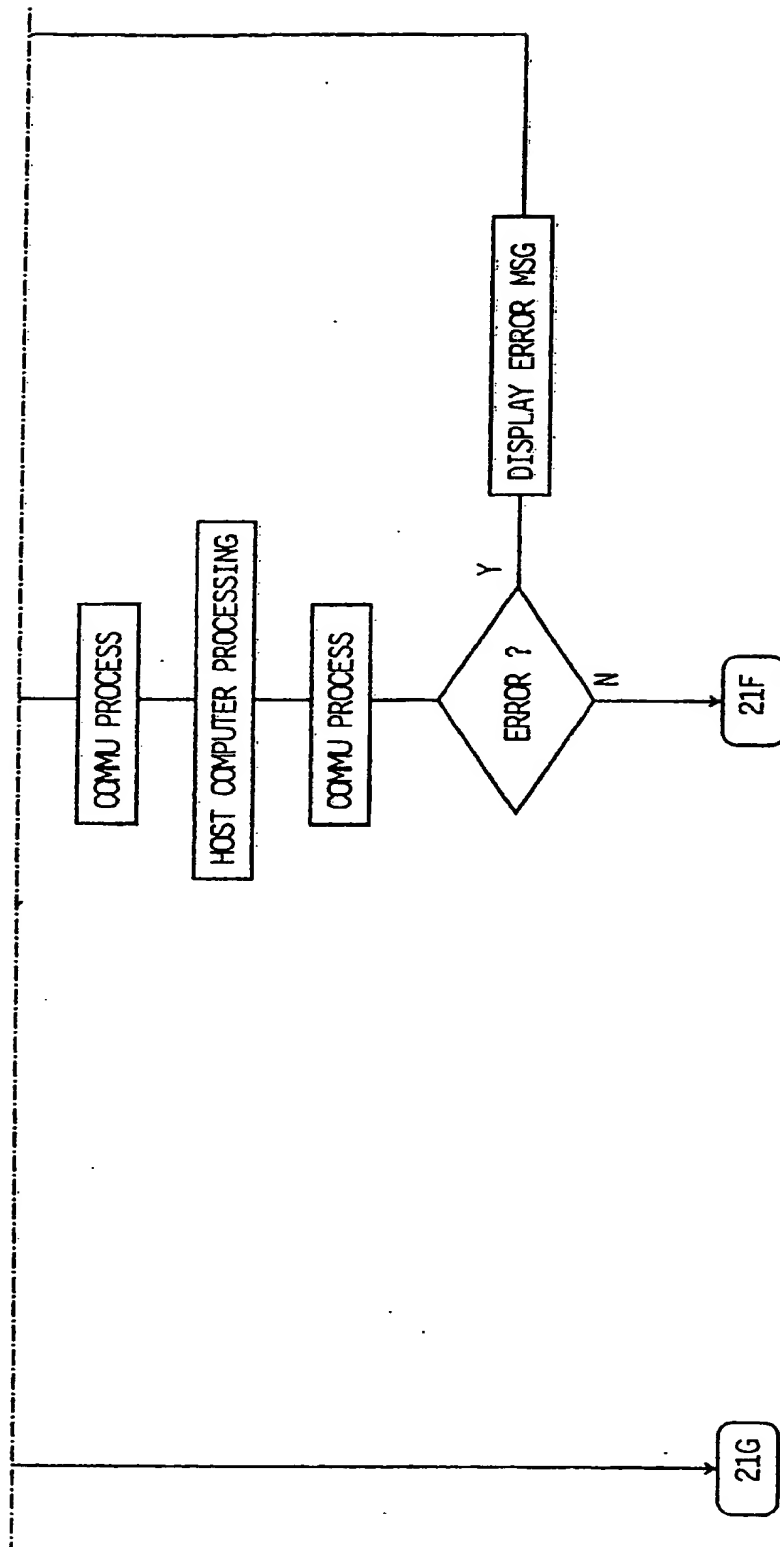 COMMU PROCESS
HOST COMPUTER PROCESSING
COMMU PROCESS
ERROR ?
Y
DISPLAY ERROR MSG
N
21F
21G